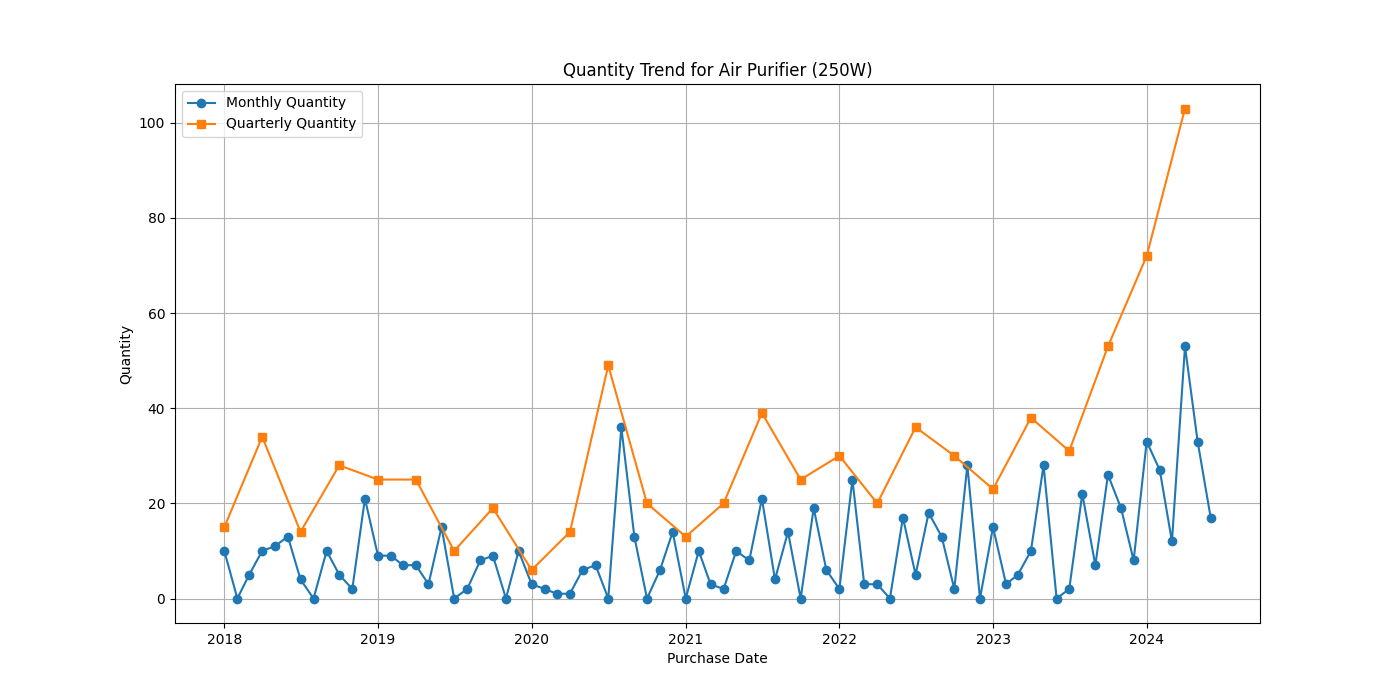 Quantity Trend for Air Purifier (250W)
Monthly Quantity
Quarterly Quantity
100
80
60
40
20
0
Quantity
2018 2019 2020 2021 2022 2023 2024
Purchase Date